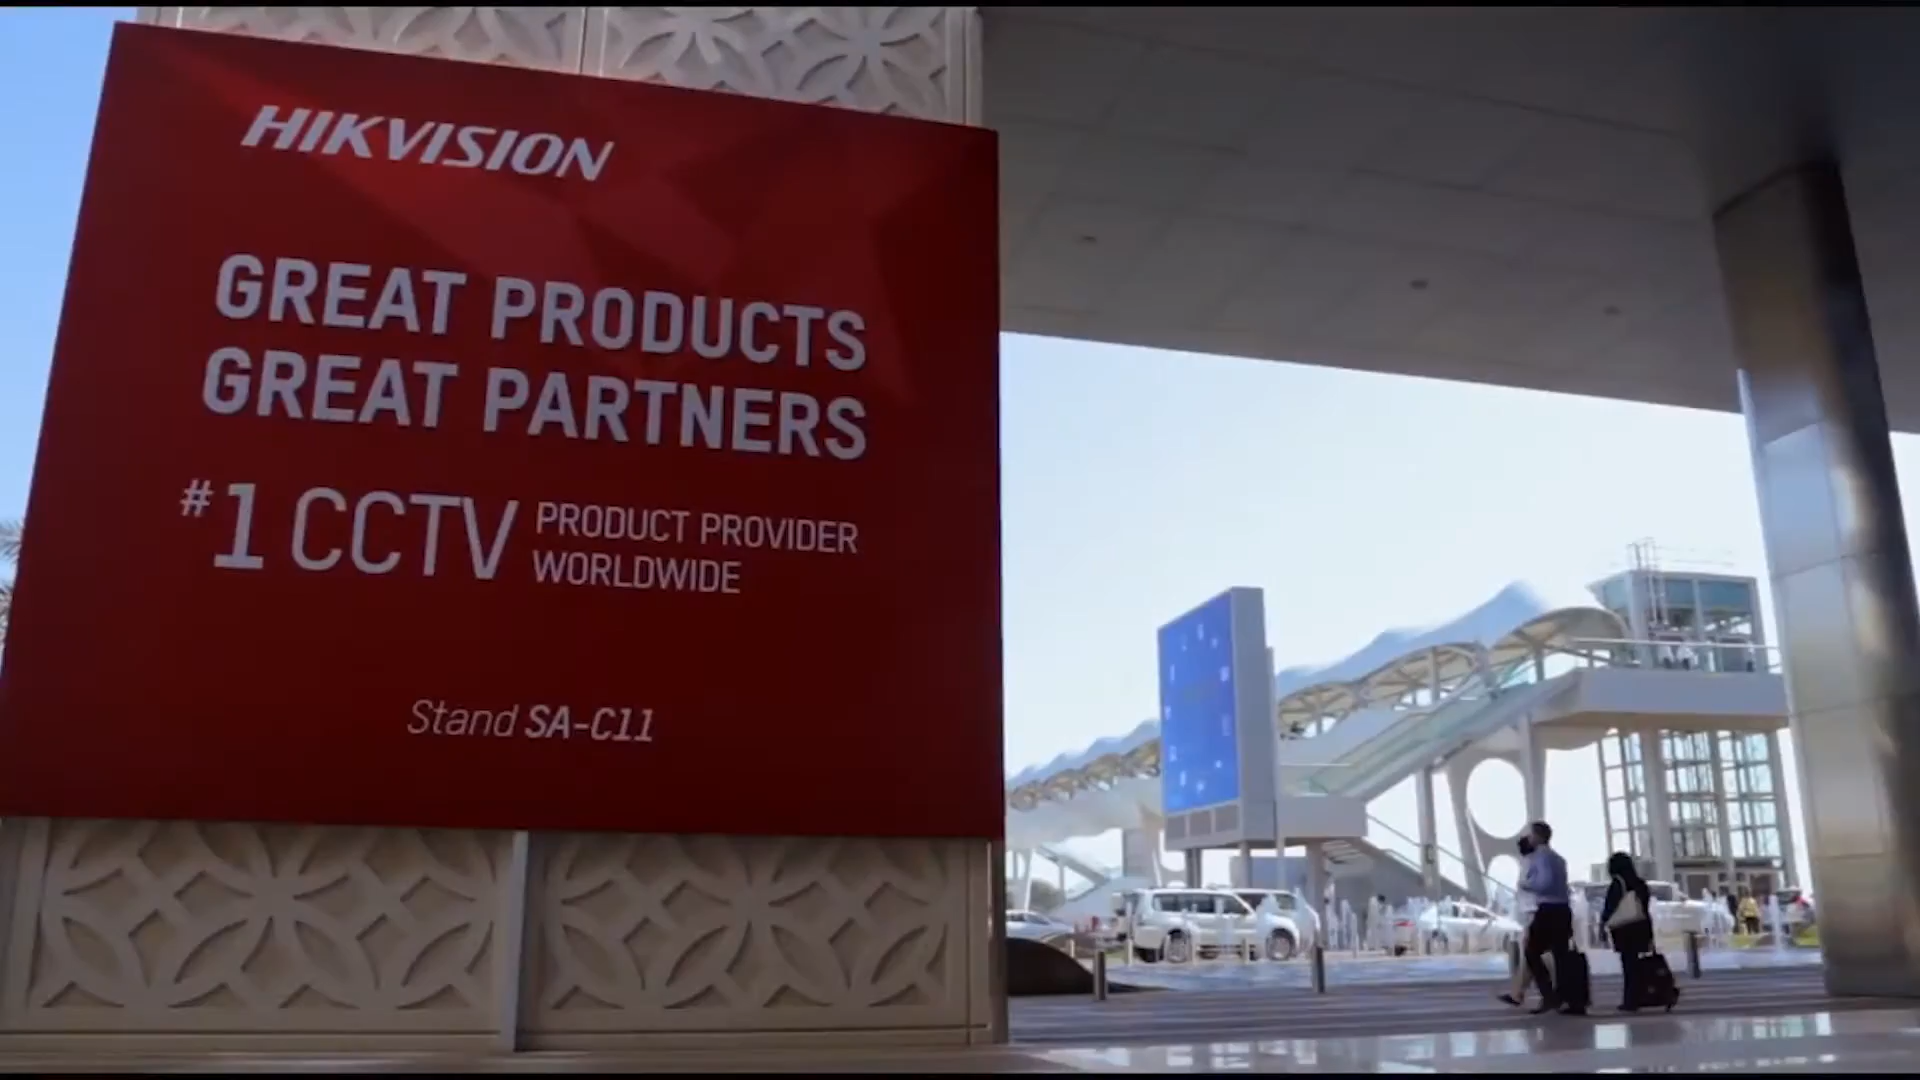 HIKVISION
GREAT PRODUCTS
GREAT PARTNERS
#1 CCTV PRODUCT PROVIDER
WORLDWIDE
Stand SA-C11